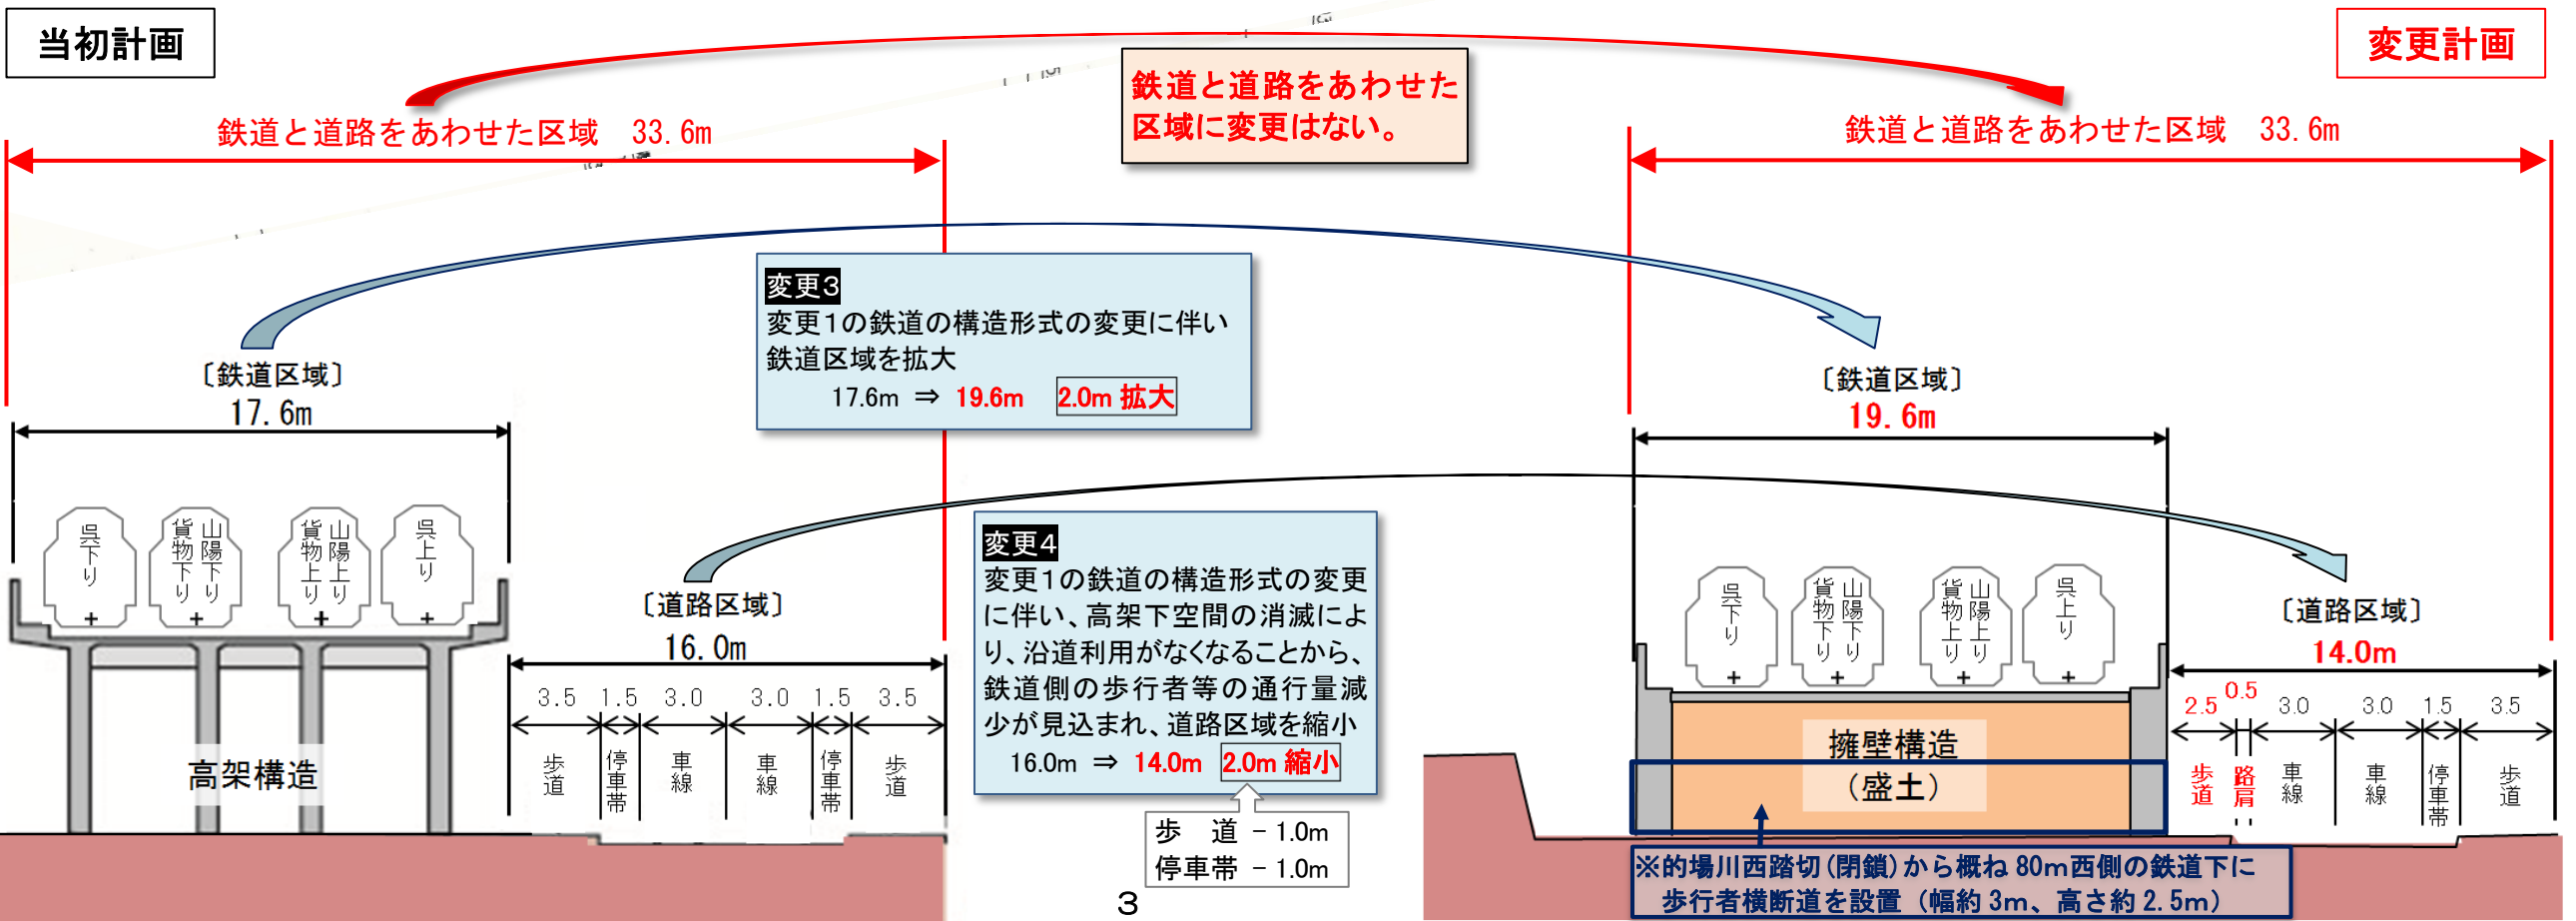 当初計画
変更計画
鉄道と道路をあわせた
区域に変更はない。
鉄道と道路をあわせた区域　33.6m
鉄道と道路をあわせた区域　33.6m
変更3
変更1の鉄道の構造形式の変更に伴い
鉄道区域を拡大
17.6m ⇒ 19.6m 2.0m 拡大
〔鉄道区域〕
17.6m
呉下り
山陽下り
貨物下り
山陽上り
貨物上り
呉上り
高架構造
〔道路区域〕
16.0m
3.5 1.5 3.0 3.0 1.5 3.5
歩道 停車帯 車線 車線 停車帯 歩道
変更4
変更1の鉄道の構造形式の変更
に伴い、高架下空間の消滅によ
り、沿道利用がなくなることから、
鉄道側の歩行者等の通行量減
少が見込まれ、道路区域を縮小
16.0m ⇒ 14.0m 2.0m 縮小
歩　道 －1.0m
停車帯 －1.0m
〔鉄道区域〕
19.6m
呉下り
山陽下り
貨物下り
山陽上り
貨物上り
呉上り
擁壁構造
（盛土）
〔道路区域〕
14.0m
2.5 0.5 3.0 3.0 1.5 3.5
歩道 路肩 車線 車線 停車帯 歩道
※的場川西踏切(閉鎖)から概ね80m西側の鉄道下に
歩行者横断道を設置（幅約3m、高さ約2.5m）
3